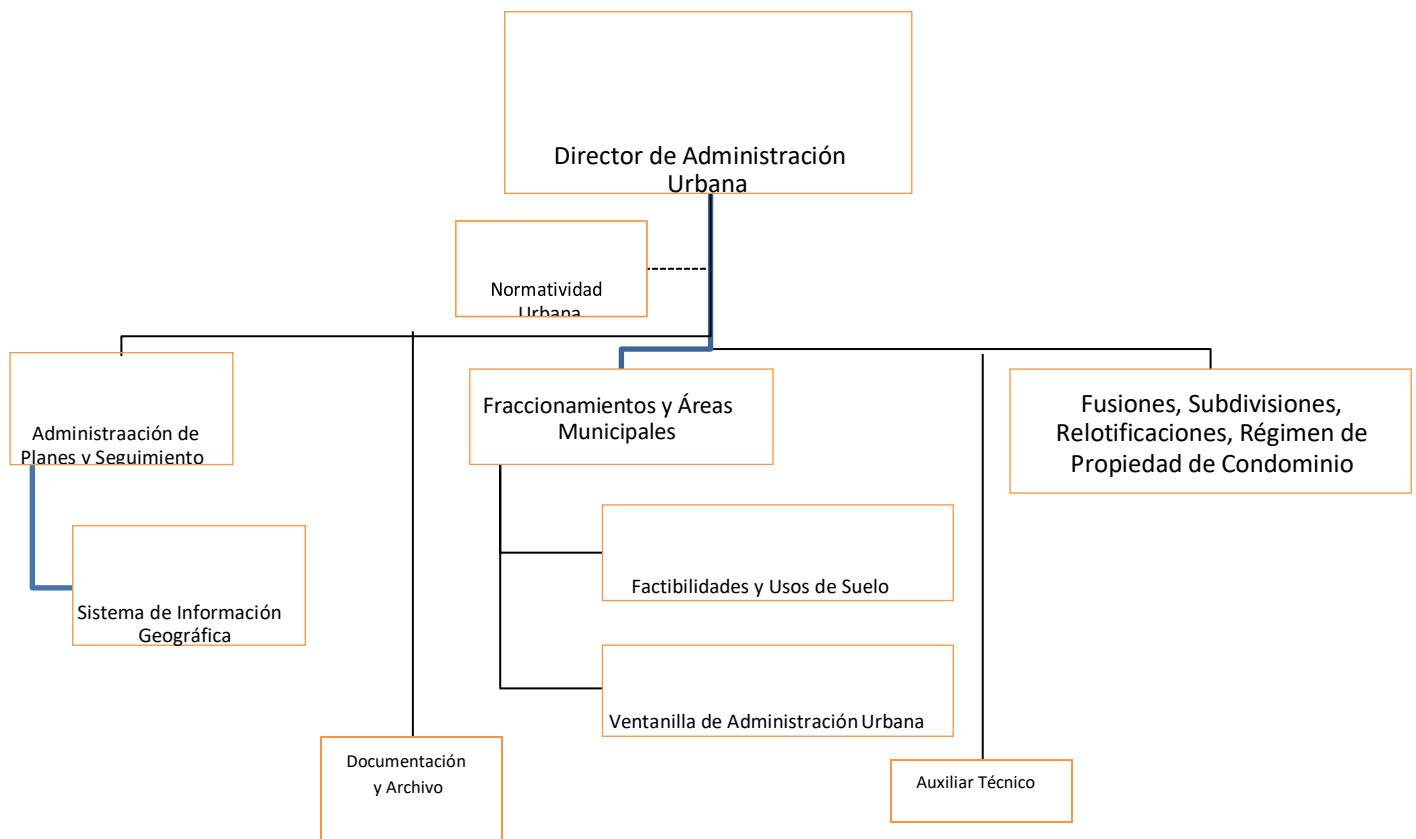 Director de Administración
Urbana
Normatividad
Urbana
Administraación de
Planes y Seguimiento
Fraccionamientos y Áreas
Municipales
Fusiones, Subdivisiones,
Relotificaciones, Régimen de
Propiedad de Condominio
Factibilidades y Usos de Suelo
Sistema de Información
Geográfica
Ventanilla de Administración Urbana
Documentación
y Archivo
Auxiliar Técnico